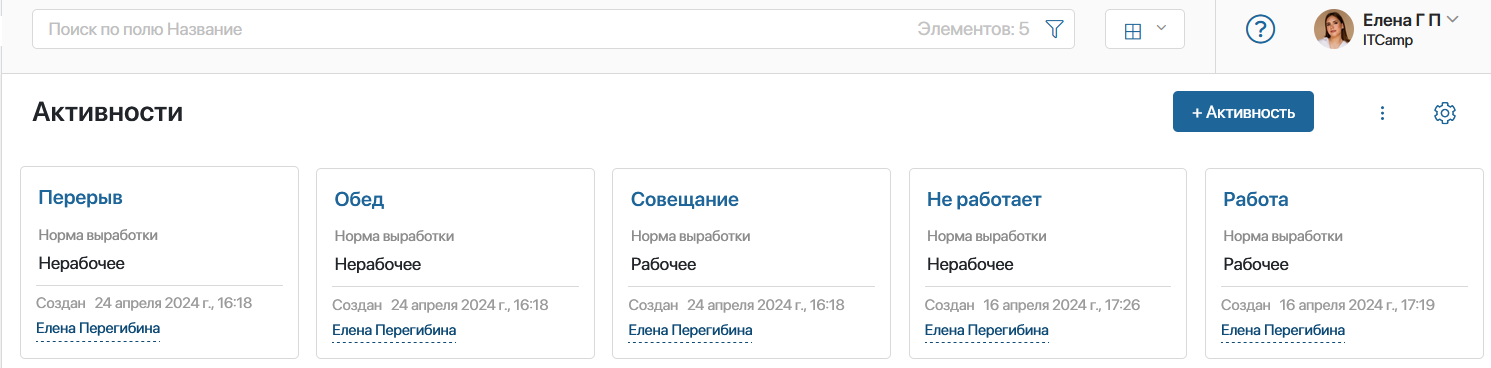 Поиск по полю Название
Элементов: 5
?
Елена Г П
ITCamp
Активности
+ Активность
Перерыв
Норма выработки
Нерабочее
Создан 24 апреля 2024 г., 16:18
Елена Перегибина
Обед
Норма выработки
Нерабочее
Создан 24 апреля 2024 г., 16:18
Елена Перегибина
Совещание
Норма выработки
Рабочее
Создан 24 апреля 2024 г., 16:18
Елена Перегибина
Не работает
Норма выработки
Нерабочее
Создан 16 апреля 2024 г., 17:26
Елена Перегибина
Работа
Норма выработки
Рабочее
Создан 16 апреля 2024 г., 17:19
Елена Перегибина